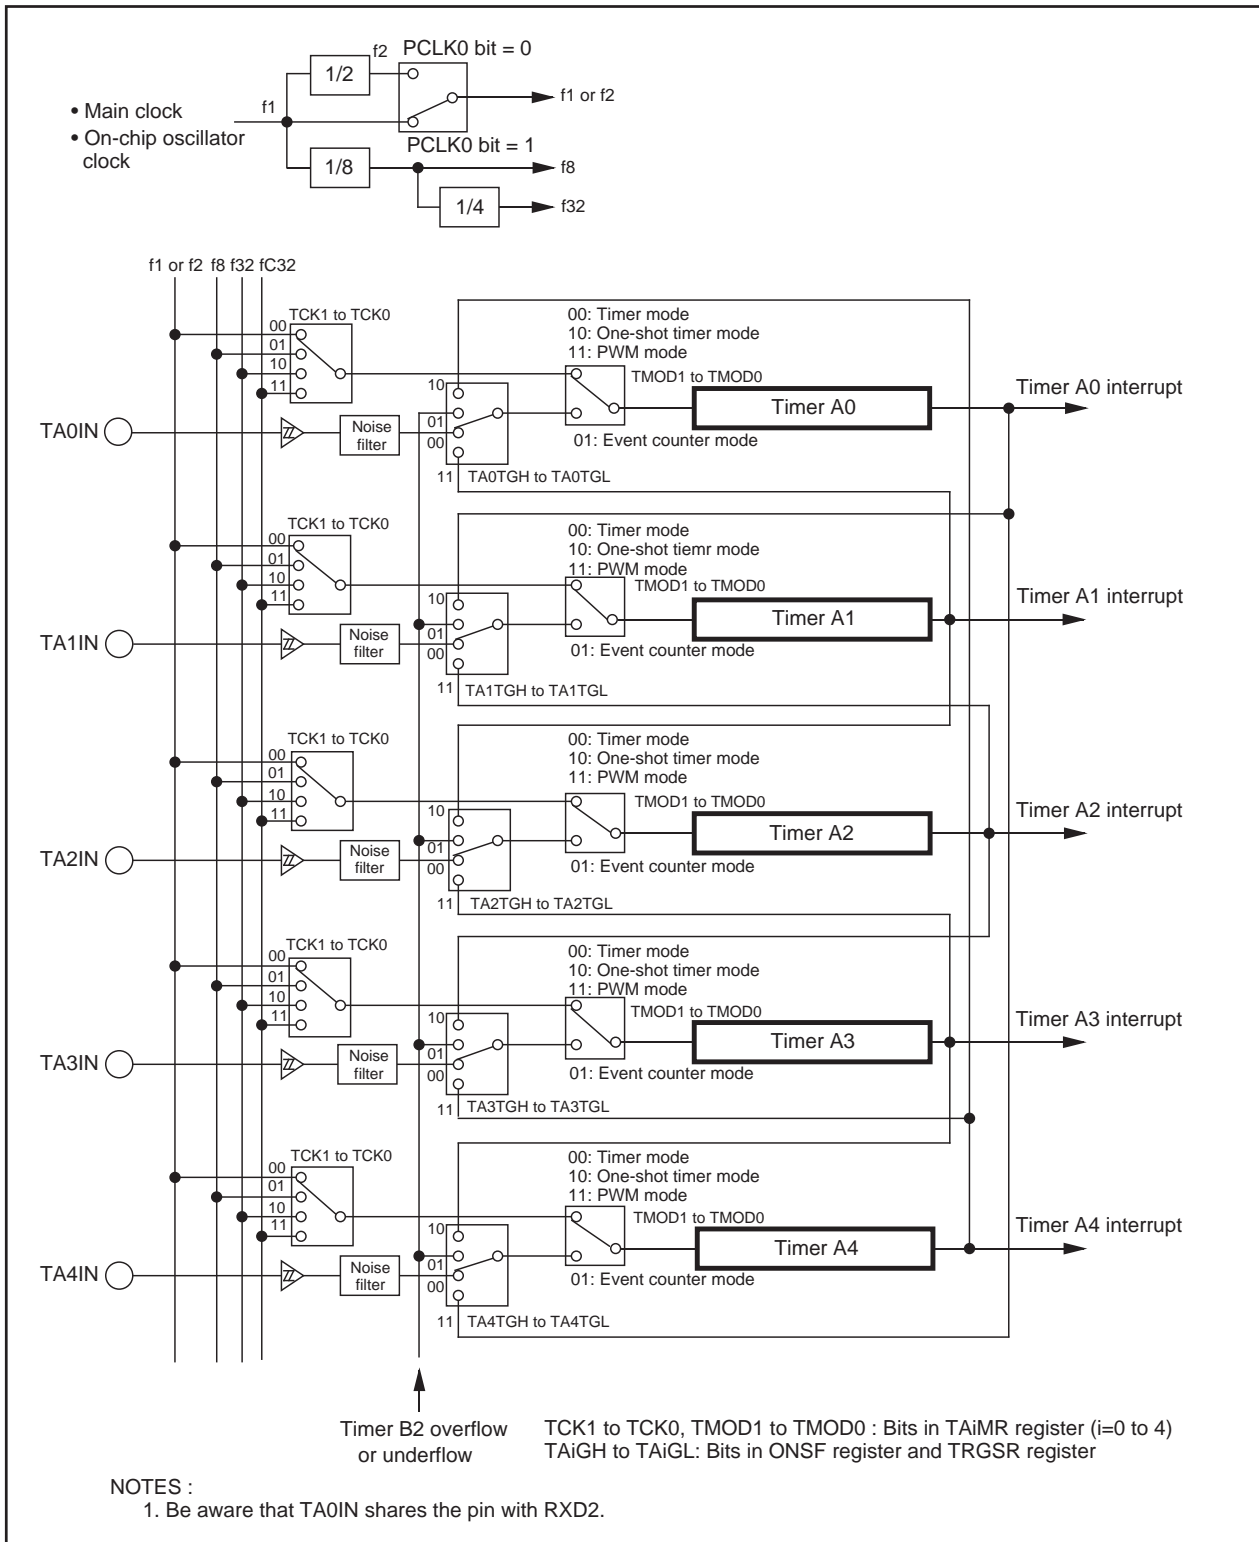 f2 PCLK0 bit = 0
1/2
f1 or f2
• Main clock
f1
• On-chip oscillator
clock
PCLK0 bit = 1
1/8
f8
1/4
f32
f1 or f2 f8 f32 fC32
TCK1 to TCK0
00
01
10
11
00: Timer mode
10: One-shot timer mode
11: PWM mode
TMOD1 to TMOD0
10
01
00
11
TA0IN
Noise
filter
TA0TGH to TA0TGL
01: Event counter mode
Timer A0
Timer A0 interrupt
TCK1 to TCK0
00
01
10
11
00: Timer mode
10: One-shot tiemr mode
11: PWM mode
TMOD1 to TMOD0
10
01
00
11
TA1IN
Noise
filter
TA1TGH to TA1TGL
01: Event counter mode
Timer A1
Timer A1 interrupt
TCK1 to TCK0
00
01
10
11
00: Timer mode
10: One-shot timer mode
11: PWM mode
TMOD1 to TMOD0
10
01
00
11
TA2IN
Noise
filter
TA2TGH to TA2TGL
01: Event counter mode
Timer A2
Timer A2 interrupt
TCK1 to TCK0
00
01
10
11
00: Timer mode
10: One-shot timer mode
11: PWM mode
TMOD1 to TMOD0
10
01
00
11
TA3IN
Noise
filter
TA3TGH to TA3TGL
01: Event counter mode
Timer A3
Timer A3 interrupt
TCK1 to TCK0
00
01
10
11
00: Timer mode
10: One-shot timer mode
11: PWM mode
TMOD1 to TMOD0
10
01
00
11
TA4IN
Noise
filter
TA4TGH to TA4TGL
01: Event counter mode
Timer A4
Timer A4 interrupt
Timer B2 overflow
or underflow
TCK1 to TCK0, TMOD1 to TMOD0 : Bits in TAiMR register (i=0 to 4)
TAiGH to TAiGL: Bits in ONSF register and TRGSR register
NOTES :
1. Be aware that TA0IN shares the pin with RXD2.